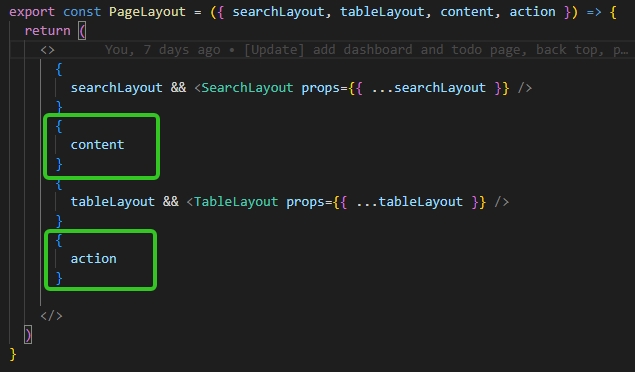 export const PageLayout = ({ searchLayout, tableLayout, content, action }) => {
return (
<> You, 7 days ago • [Update] add dashboard and todo page, back top, p…
{
searchLayout && <SearchLayout props={{ ...searchLayout }} />
}
{
content
}
{
tableLayout && <TableLayout props={{ ...tableLayout }} />
}
{
action
}
</>
)
}